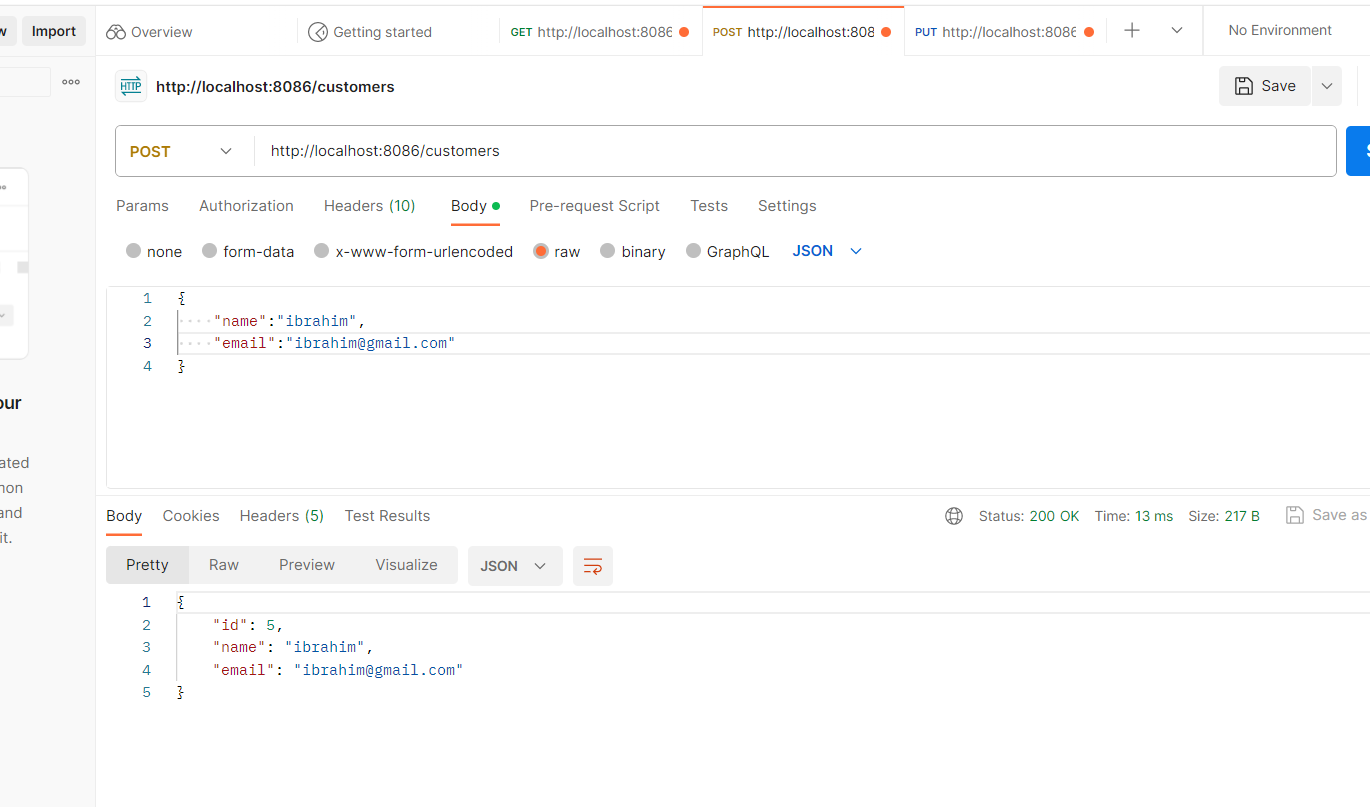 w Import Overview Getting started GET http://localhost:8086 POST http://localhost:808 PUT http://localhost:8086 No Environment
HTTP http://localhost:8086/customers Save
POST http://localhost:8086/customers
Params Authorization Headers (10) Body Pre-request Script Tests Settings
none form-data x-www-form-urlencoded raw binary GraphQL JSON
1 {
2 "name":"ibrahim",
3 "email":"ibrahim@gmail.com"
4 }
our
ated
mon
and
it.
Body Cookies Headers (5) Test Results Status: 200 OK Time: 13 ms Size: 217 B Save as
Pretty Raw Preview Visualize JSON
1 {
2 "id": 5,
3 "name": "ibrahim",
4 "email": "ibrahim@gmail.com"
5 }